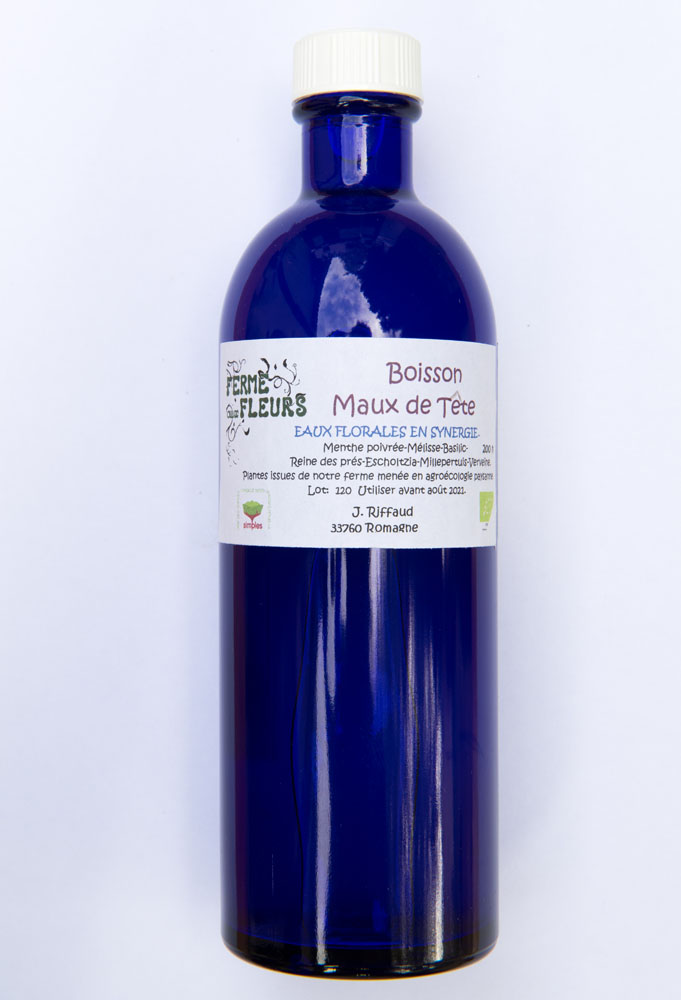 FERME
AUX FLEURS
Boisson
Maux de Tête
EAUX FLORALES EN SYNERGIE
Menthe poivrée-Mélisse-Basilic- 200
Reine des prés-Escholtzia-Millepertuis-Verveine.
Plantes issues de notre ferme menée en agroécologie paysanne
Lot: 120 Utiliser avant août 2021.
simples
J. Riffaud
33760 Romagne